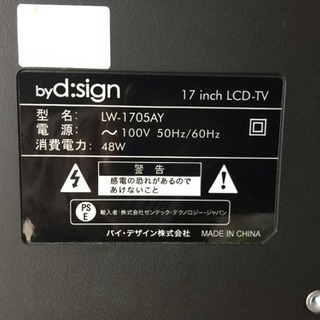 byd:sign
17 inch LCD-TV
型 名: LW-1705AY
電 源: ～100V 50Hz/60Hz
消費電力: 48W
警 告
感電の恐れがあるので
あけないこと
PS
E
輸入者:株式会社ゼンテック・テクノロジー・ジャパン
バイ・デザイン株式会社
MADE IN CHINA